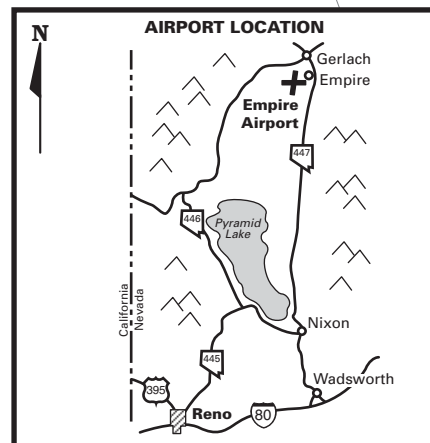 AIRPORT LOCATION
N
Gerlach
Empire
Empire
Airport
447
446
Pyramid
Lake
California
Nevada
Nixon
445
Wadsworth
395
Reno
80